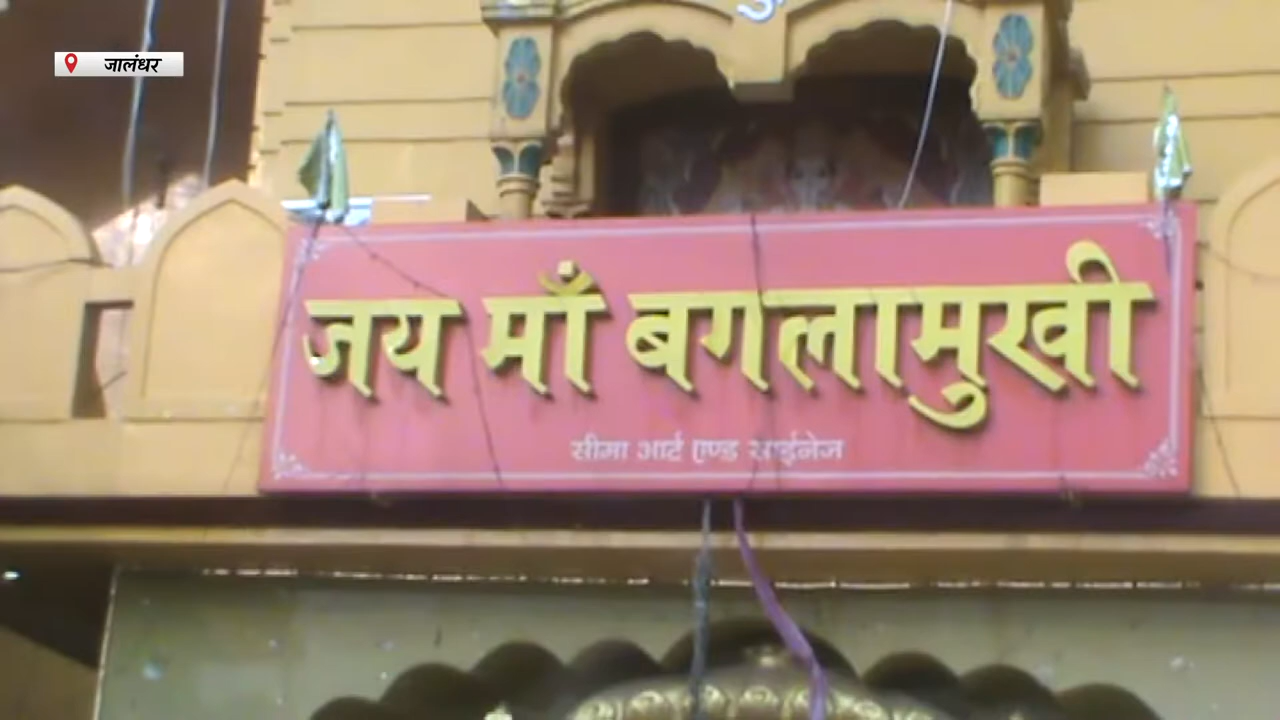 जालंधर
जय माँ बगलामुखी
सीमा आर्ट एण्ड साईनेज